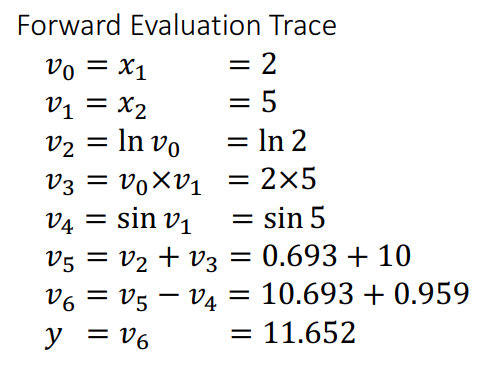 Forward Evaluation Trace
v₀ = x₁ = 2
v₁ = x₂ = 5
v₂ = ln v₀ = ln 2
v₃ = v₀×v₁ = 2×5
v₄ = sin v₁ = sin 5
v₅ = v₂ + v₃ = 0.693 + 10
v₆ = v₅ − v₄ = 10.693 + 0.959
y = v₆ = 11.652